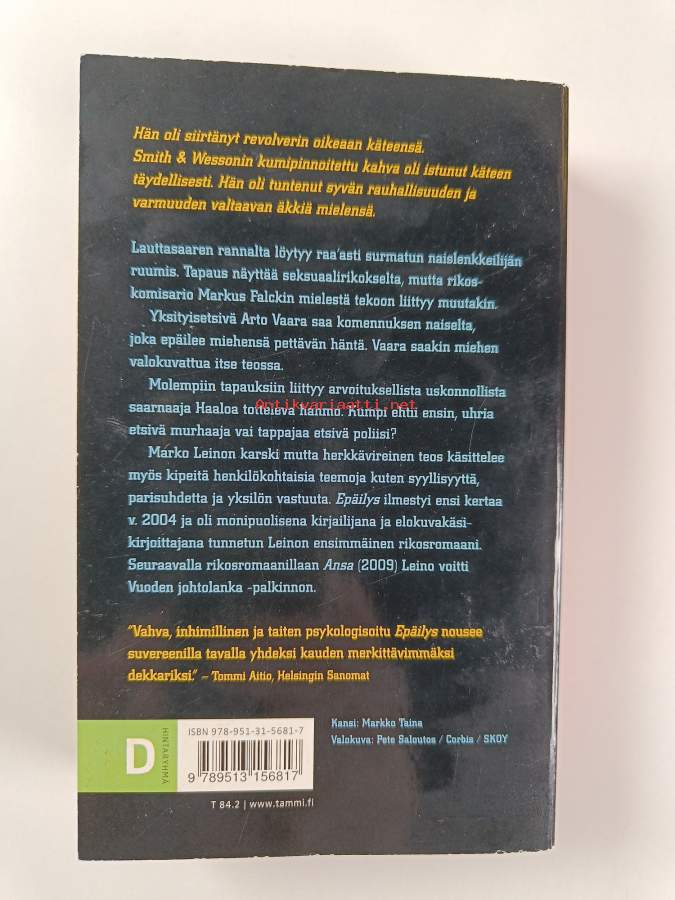 Hän oli siirtänyt revolverin oikeaan käteensä.
Smith & Wessonin kumipinnoitettu kahva oli istunut käteen
täydellisesti. Hän oli tuntenut syvän rauhallisuuden ja
varmuuden valtaavan äkkiä mielensä.
Lauttasaaren rannalta löytyy raa'asti surmatun naislenkkeilijän
ruumis. Tapaus näyttää seksuaalirikokselta, mutta rikos-
komisario Markus Falckin mielestä tekoon liittyy muutakin.
Yksityisetsivä Arto Vaara saa komennuksen naiselta,
joka epäilee miehensä pettävän häntä. Vaara saakin miehen
valokuvattua itse teossa.
Molempiin tapauksiin liittyy arvoituksellista uskonnollista
saarnaaja Haaloa totteleva hahmo. Kumpi ehtii ensin, uhria
Antikvariaatti.net
etsivä murhaaja vai tappajaa etsivä poliisi?
Marko Leinon karski mutta herkkävireinen teos käsittelee
myös kipeitä henkilökohtaisia teemoja kuten syyllisyyttä,
parisuhdetta ja yksilön vastuuta. Epäilys ilmestyi ensi kertaa
v. 2004 ja oli monipuolisena kirjailijana ja elokuvakäsi-
kirjoittajana tunnetun Leinon ensimmäinen rikosromaani.
Seuraavalla rikosromaanillaan Ansa (2009) Leino voitti
Vuoden johtolanka -palkinnon.
"Vahva, inhimillinen ja taiten psykologisoitu Epäilys nousee
suvereenilla tavalla yhdeksi kauden merkittävimmäksi
dekkariksi." – Tommi Aitio, Helsingin Sanomat
D
HINTARYHMÄ
ISBN 978-951-31-5681-7
9 789513 156817
T 84.2 | www.tammi.fi
Kansi: Markko Taina
Valokuva: Pete Saloutos / Corbis / SKOY